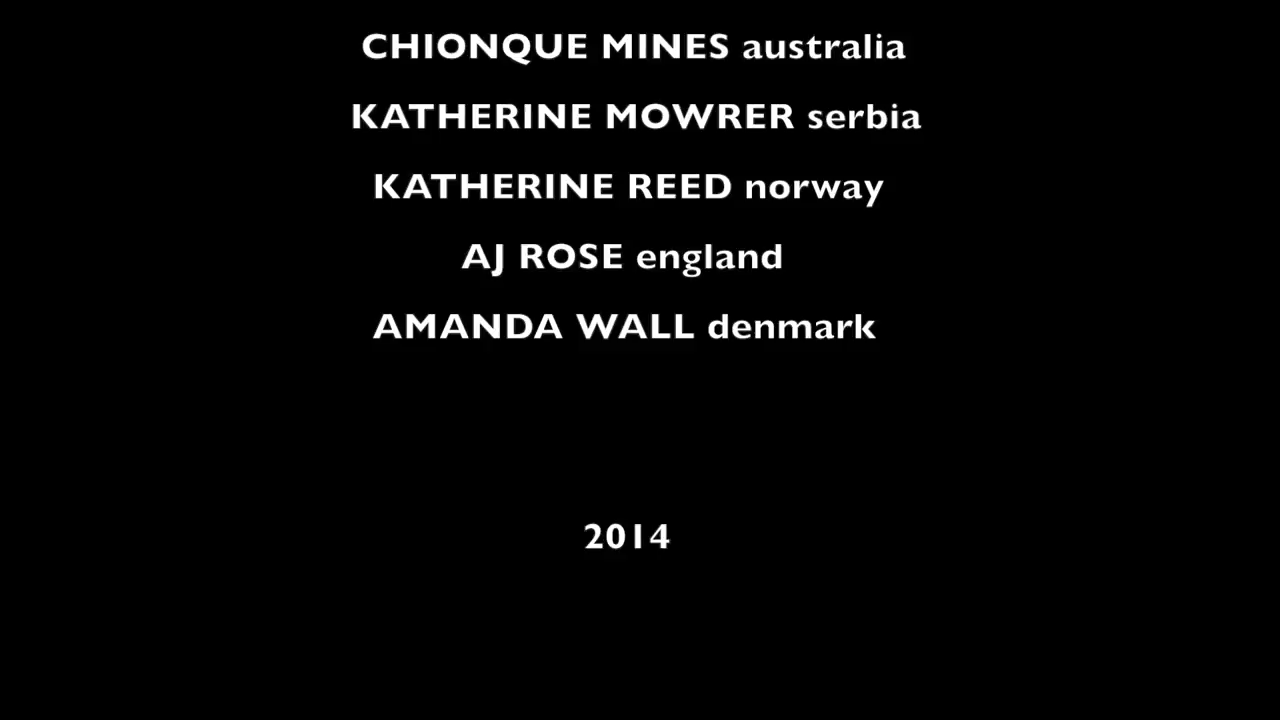 CHIONQUE MINES australia
KATHERINE MOWRER serbia
KATHERINE REED norway
AJ ROSE england
AMANDA WALL denmark
2014